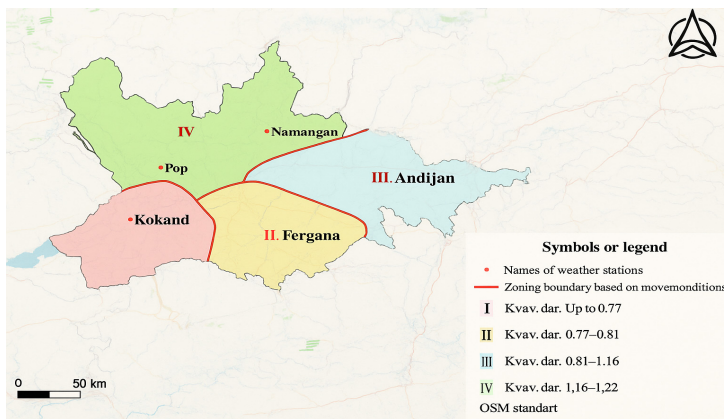 IV
Namangan
Pop
III. Andijan
Kokand
II. Fergana
Symbols or legend
Names of weather stations
Zoning boundary based on movemonditions
I Kvav. dar. Up to 0.77
II Kvav. dar. 0.77–0.81
III Kvav. dar. 0.81–1.16
IV Kvav. dar. 1,16–1,22
OSM standart
0 50 km